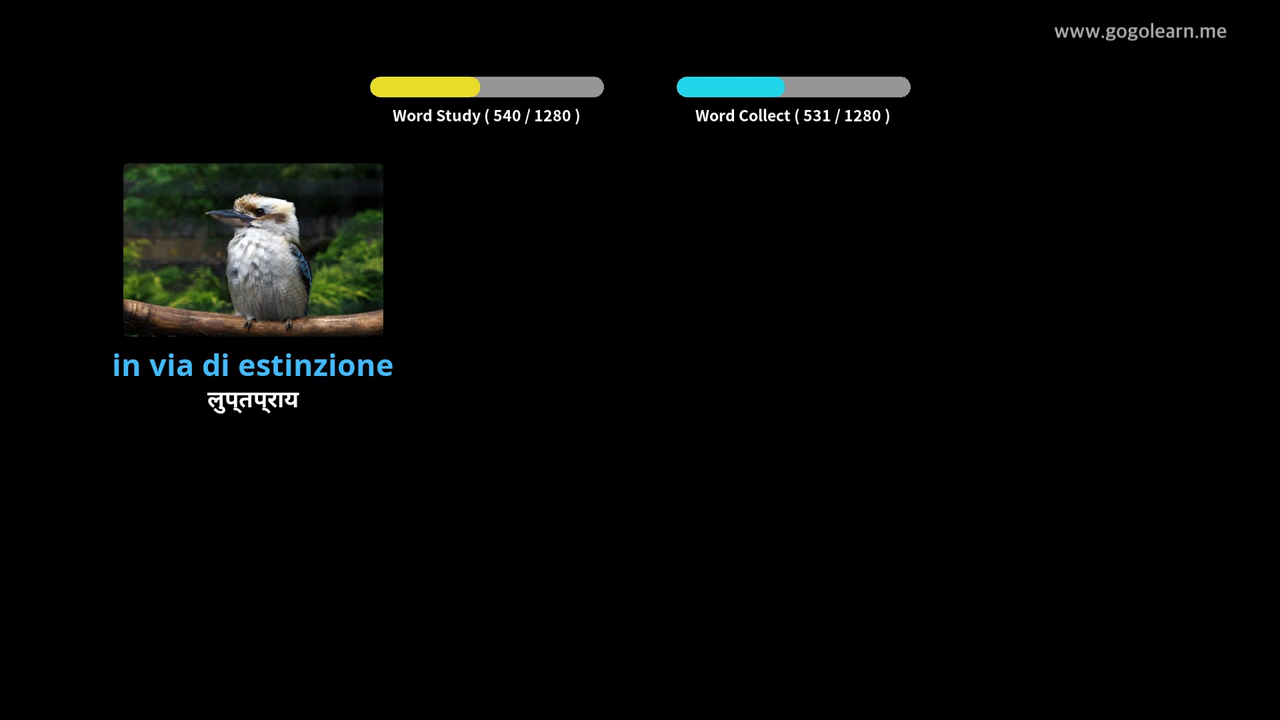 www.gogolearn.me
Word Study ( 540 / 1280 )
Word Collect ( 531 / 1280 )
in via di estinzione
लुप्तप्राय